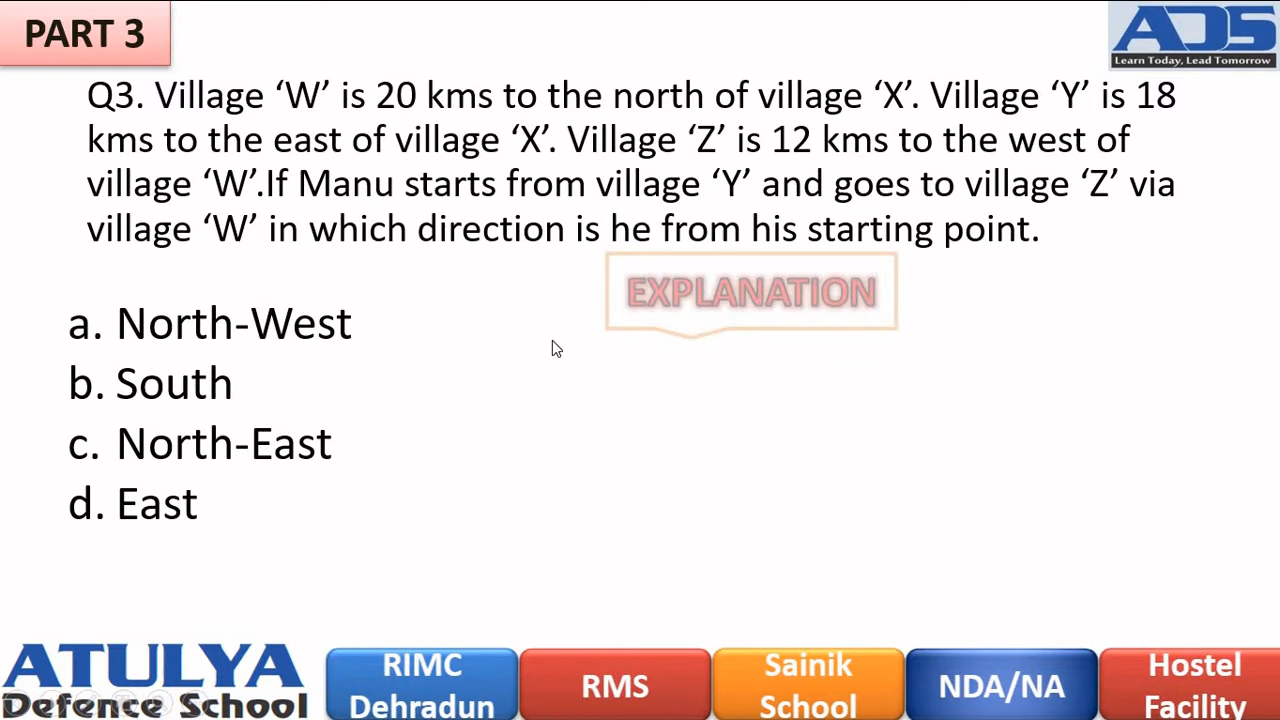 PART 3
ADS
Learn Today, Lead Tomorrow
Q3. Village ‘W’ is 20 kms to the north of village ‘X’. Village ‘Y’ is 18
kms to the east of village ‘X’. Village ‘Z’ is 12 kms to the west of
village ‘W’.If Manu starts from village ‘Y’ and goes to village ‘Z’ via
village ‘W’ in which direction is he from his starting point.
EXPLANATION
a. North-West
b. South
c. North-East
d. East
ATULYA
Defence School
RIMC
Dehradun
RMS
Sainik
School
NDA/NA
Hostel
Facility